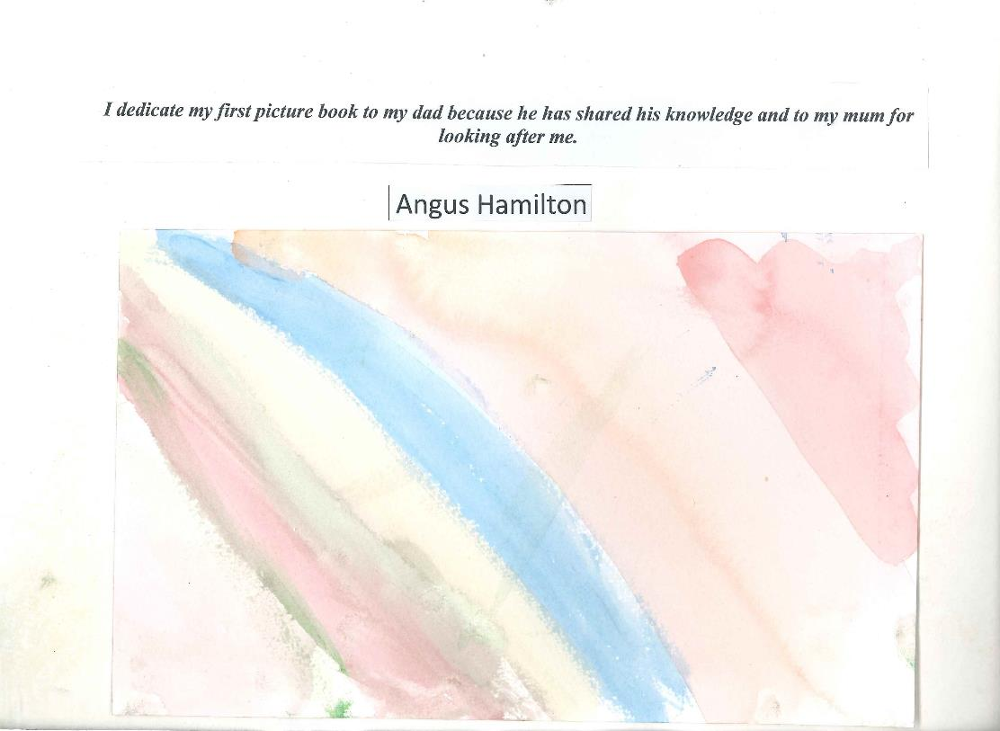 I dedicate my first picture book to my dad because he has shared his knowledge and to my mum for
looking after me.
Angus Hamilton